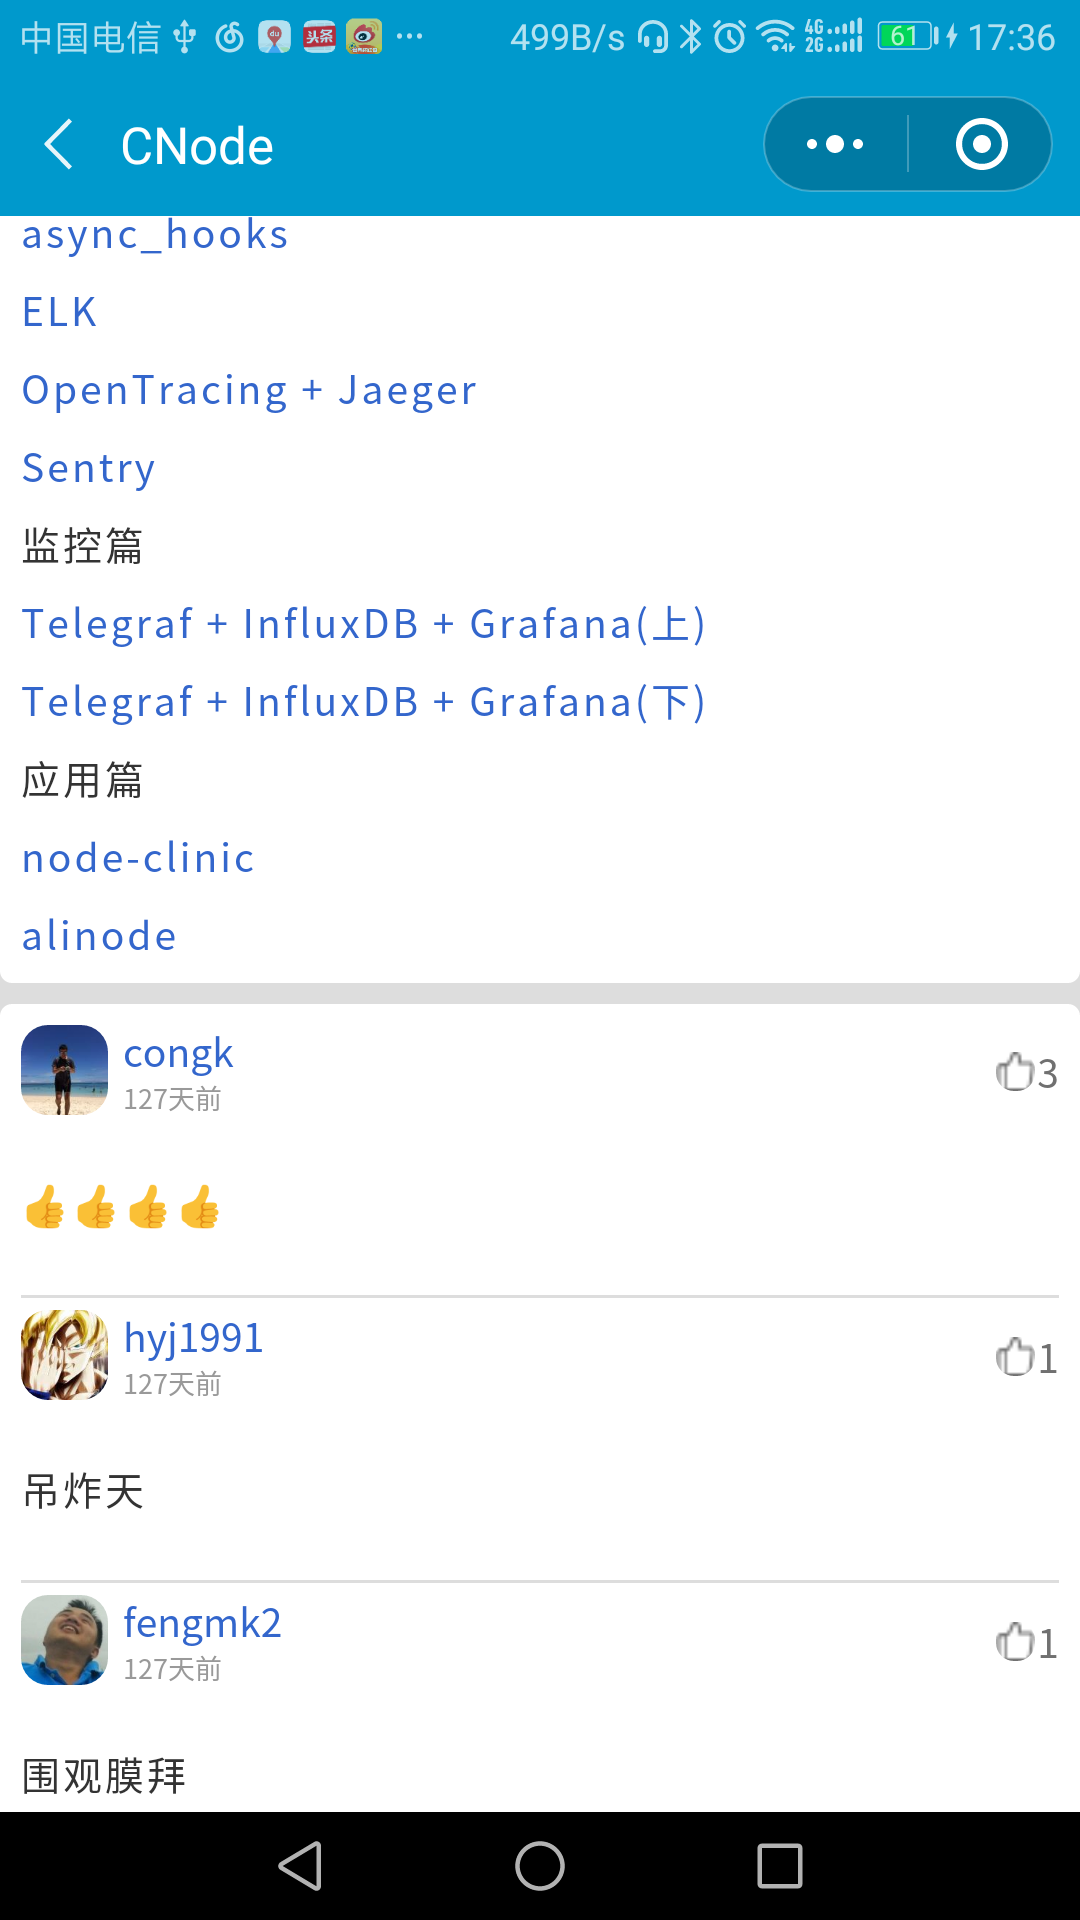 中国电信 499B/s 4G 2G 61 17:36
CNode
async_hooks
ELK
OpenTracing + Jaeger
Sentry
监控篇
Telegraf + InfluxDB + Grafana(上)
Telegraf + InfluxDB + Grafana(下)
应用篇
node-clinic
alinode
congk
127天前
3
👍👍👍👍
hyj1991
127天前
1
吊炸天
fengmk2
127天前
1
围观膜拜